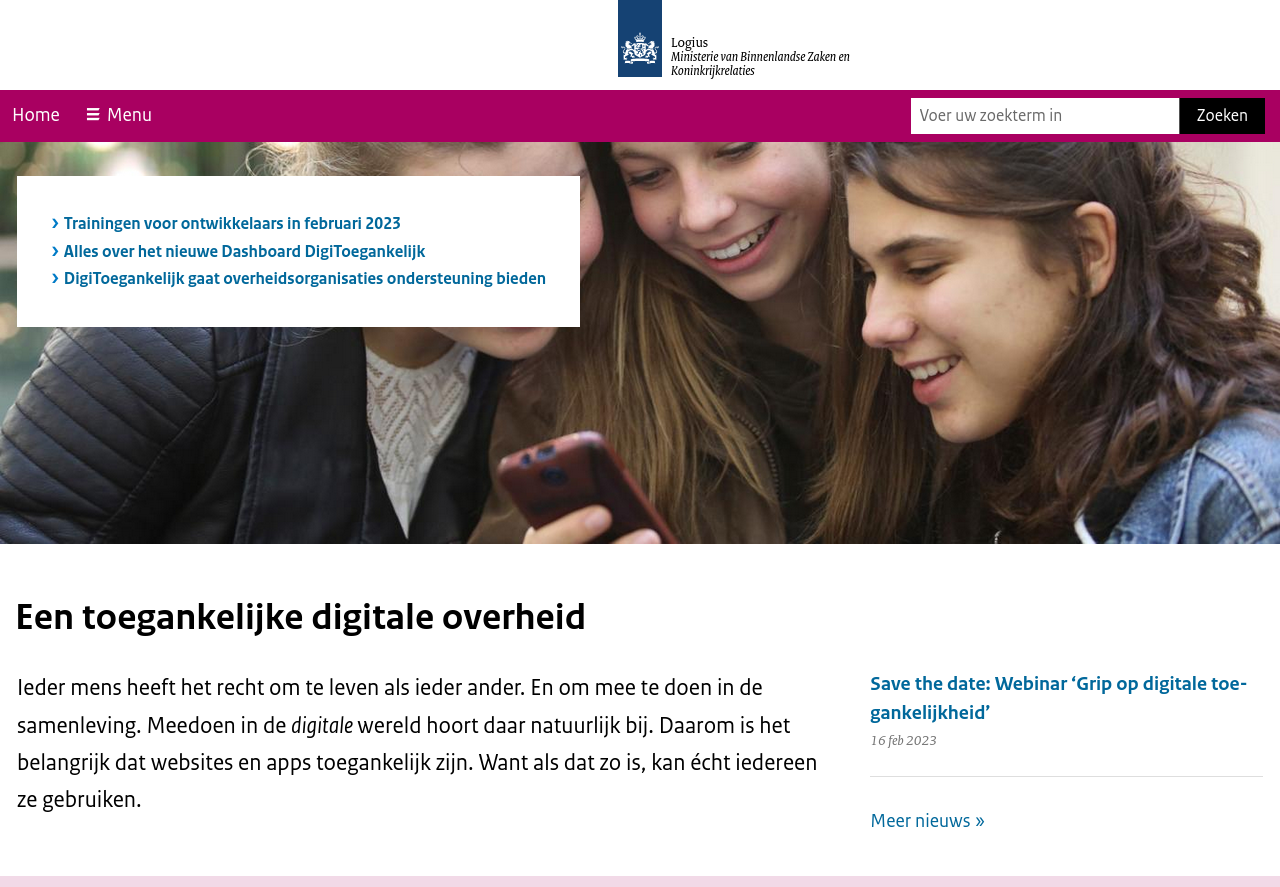 Logius
Ministerie van Binnenlandse Zaken en
Koninkrijkrelaties
Home
Menu
Voer uw zoekterm in
Zoeken
› Trainingen voor ontwikkelaars in februari 2023
› Alles over het nieuwe Dashboard DigiToegankelijk
› DigiToegankelijk gaat overheidsorganisaties ondersteuning bieden
Een toegankelijke digitale overheid
Ieder mens heeft het recht om te leven als ieder ander. En om mee te doen in de
samenleving. Meedoen in de digitale wereld hoort daar natuurlijk bij. Daarom is het
belangrijk dat websites en apps toegankelijk zijn. Want als dat zo is, kan écht iedereen
ze gebruiken.
Save the date: Webinar ‘Grip op digitale toe-
gankelijkheid’
16 feb 2023
Meer nieuws »